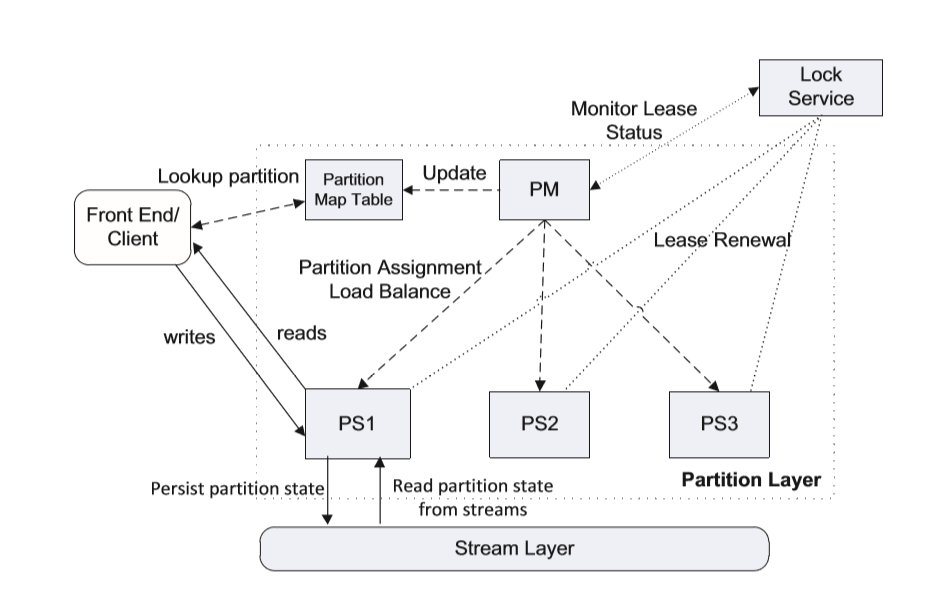 Lock
Service
Monitor Lease
Status
Lookup partition
Partition
Map Table
Update
PM
Front End/
Client
Lease Renewal
Partition Assignment
Load Balance
writes
reads
PS1
PS2
PS3
Partition Layer
Persist partition state
Read partition state
from streams
Stream Layer